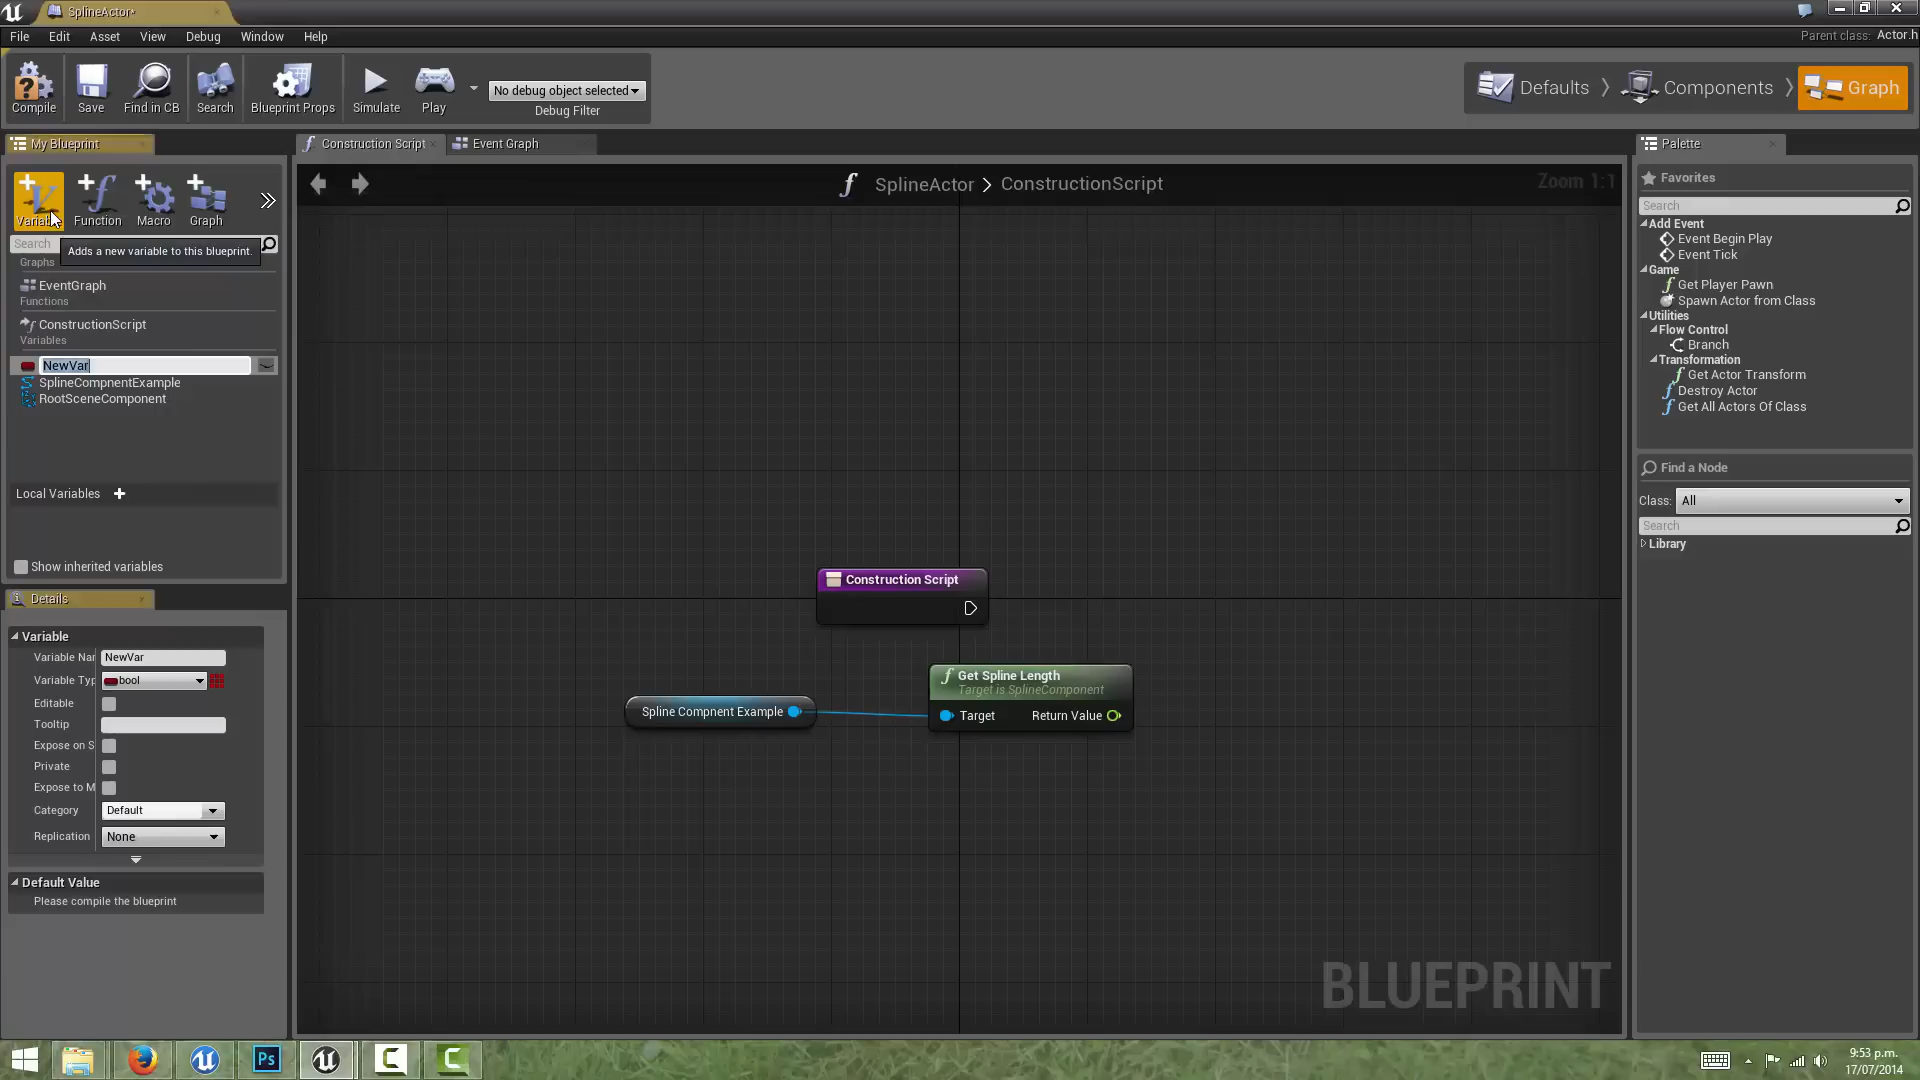 SplineActor*
File Edit Asset View Debug Window Help
Parent class: Actor.h
Compile Save Find in CB Search Blueprint Props Simulate Play
No debug object selected
Debug Filter
Defaults Components Graph
My Blueprint
Construction Script Event Graph
Palette
Variable Function Macro Graph
SplineActor > ConstructionScript
Zoom 1:1
Search
Adds a new variable to this blueprint.
Graphs
EventGraph
Functions
ConstructionScript
Variables
NewVar
SplineCompnentExample
RootSceneComponent
Local Variables
Show inherited variables
Details
Variable
Variable Nar NewVar
Variable Typ bool
Editable
Tooltip
Expose on S
Private
Expose to M
Category Default
Replication None
Default Value
Please compile the blueprint
Construction Script
Get Spline Length
Target is SplineComponent
Spline Compnent Example
Target Return Value
BLUEPRINT
Favorites
Search
Add Event
Event Begin Play
Event Tick
Game
Get Player Pawn
Spawn Actor from Class
Utilities
Flow Control
Branch
Transformation
Get Actor Transform
Destroy Actor
Get All Actors Of Class
Find a Node
Class: All
Search
Library
Ps
9:53 p.m.
17/07/2014